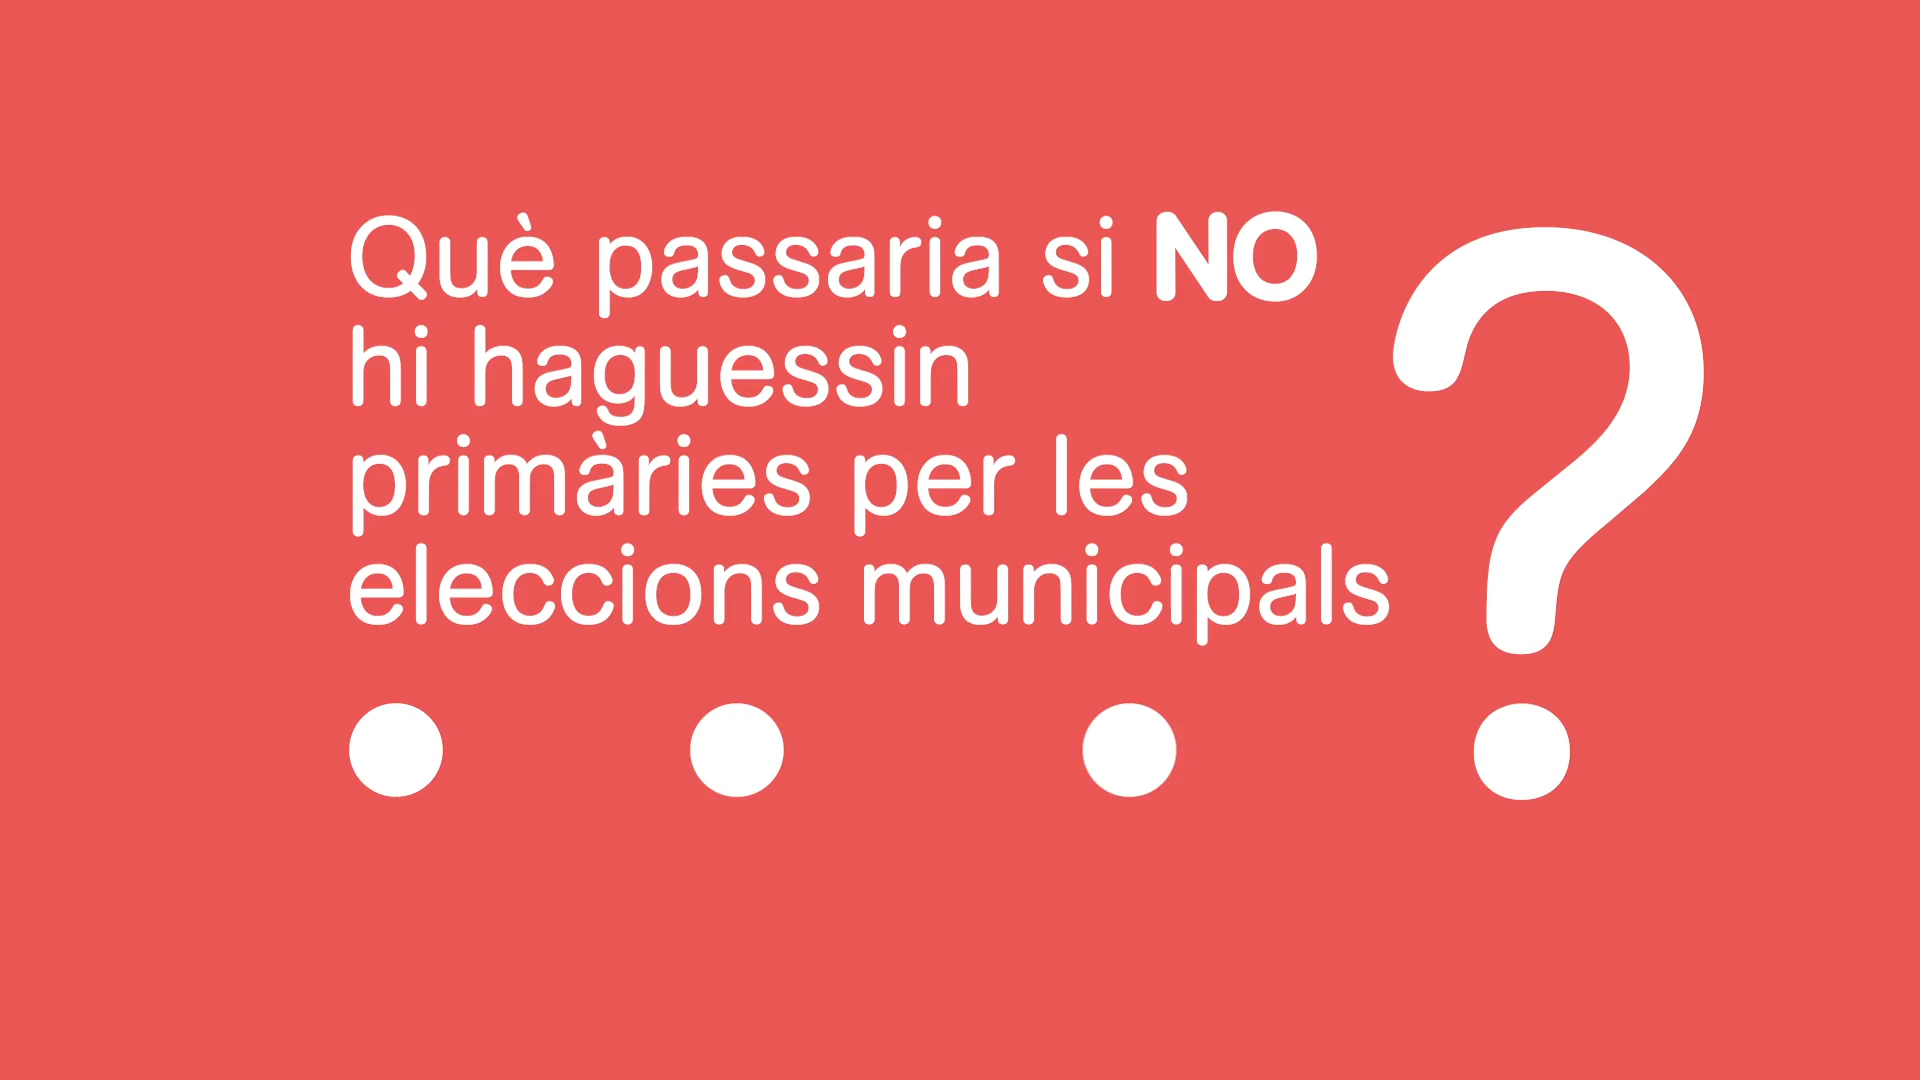 Què passaria si NO
hi haguessin
primàries per les
eleccions municipals
?